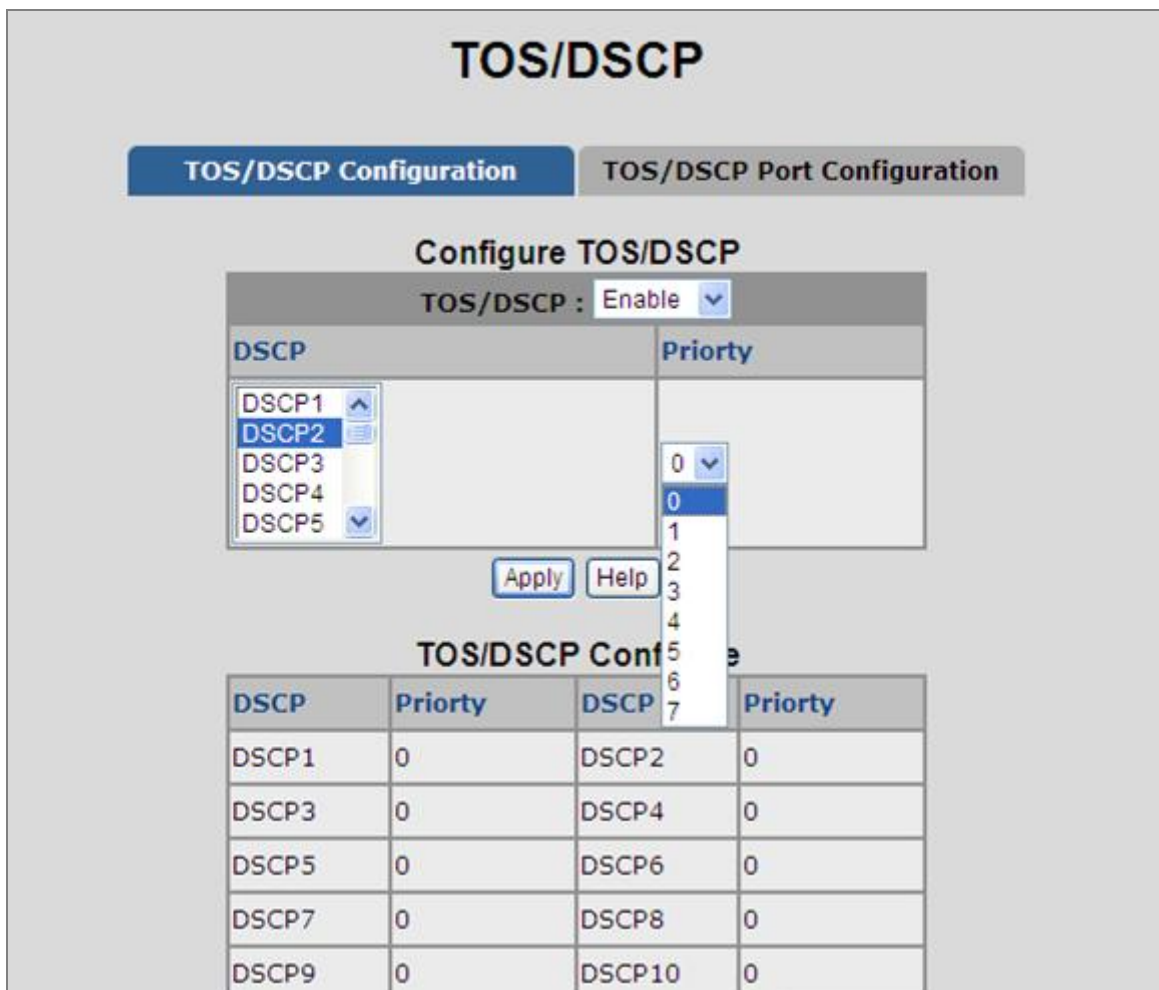 TOS/DSCP
TOS/DSCP Configuration TOS/DSCP Port Configuration
Configure TOS/DSCP
TOS/DSCP : Enable
DSCP Priorty
DSCP1
DSCP2
DSCP3
DSCP4
DSCP5
0
0
1
2
3
4
5
6
7
Apply Help
TOS/DSCP
DSCP Priorty DSCP Priorty
DSCP1 0 DSCP2 0
DSCP3 0 DSCP4 0
DSCP5 0 DSCP6 0
DSCP7 0 DSCP8 0
DSCP9 0 DSCP10 0